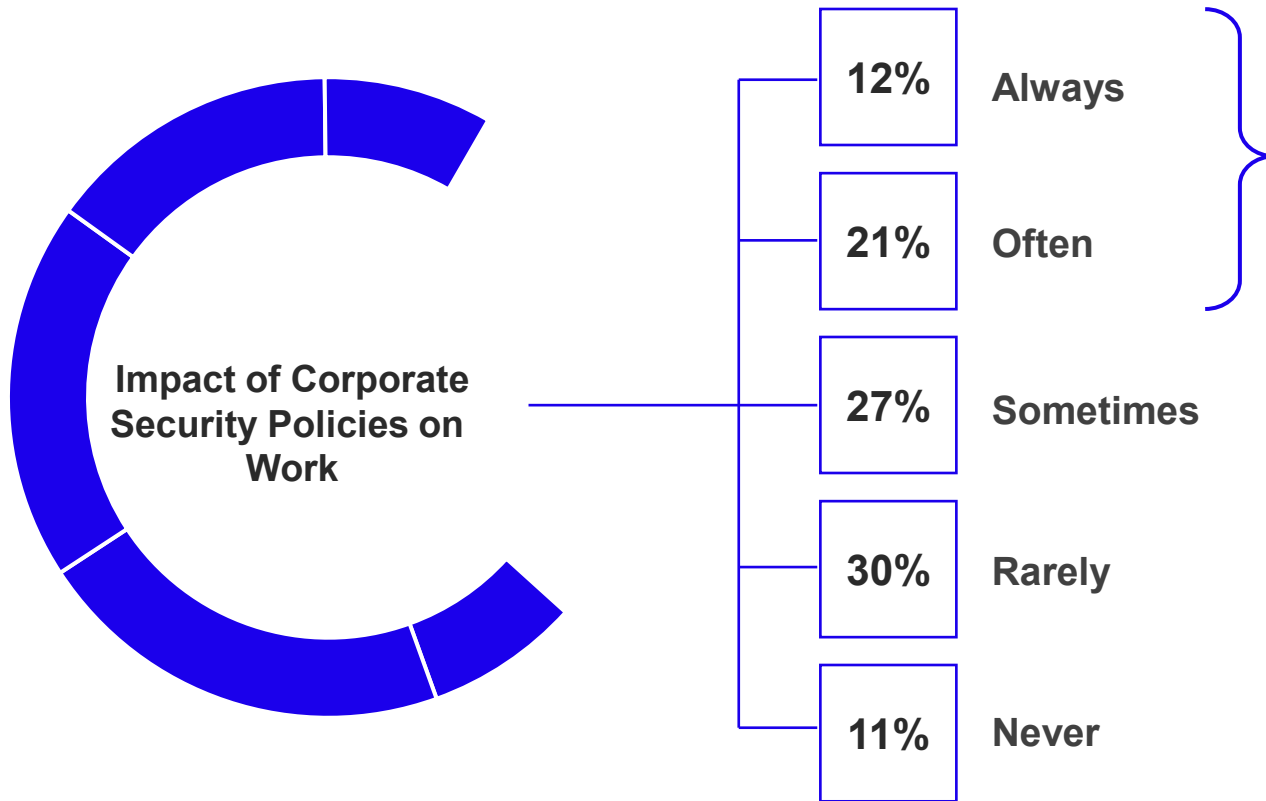 Impact of Corporate
Security Policies on
Work
12% Always
21% Often
27% Sometimes
30% Rarely
11% Never